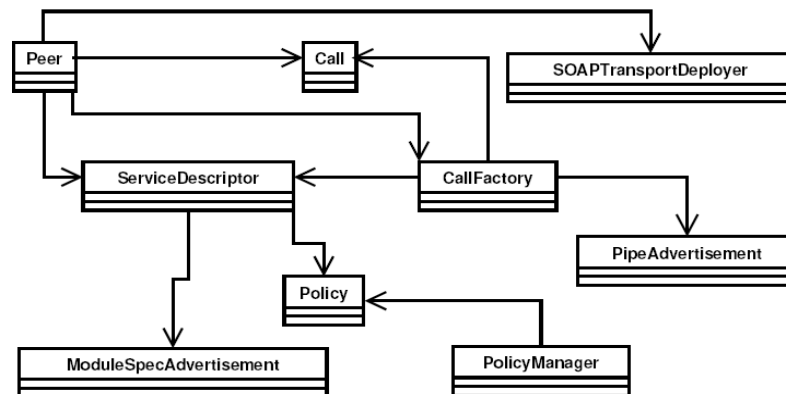 Peer
Call
SOAPTransportDeployer
ServiceDescriptor
CallFactory
PipeAdvertisement
Policy
ModuleSpecAdvertisement
PolicyManager